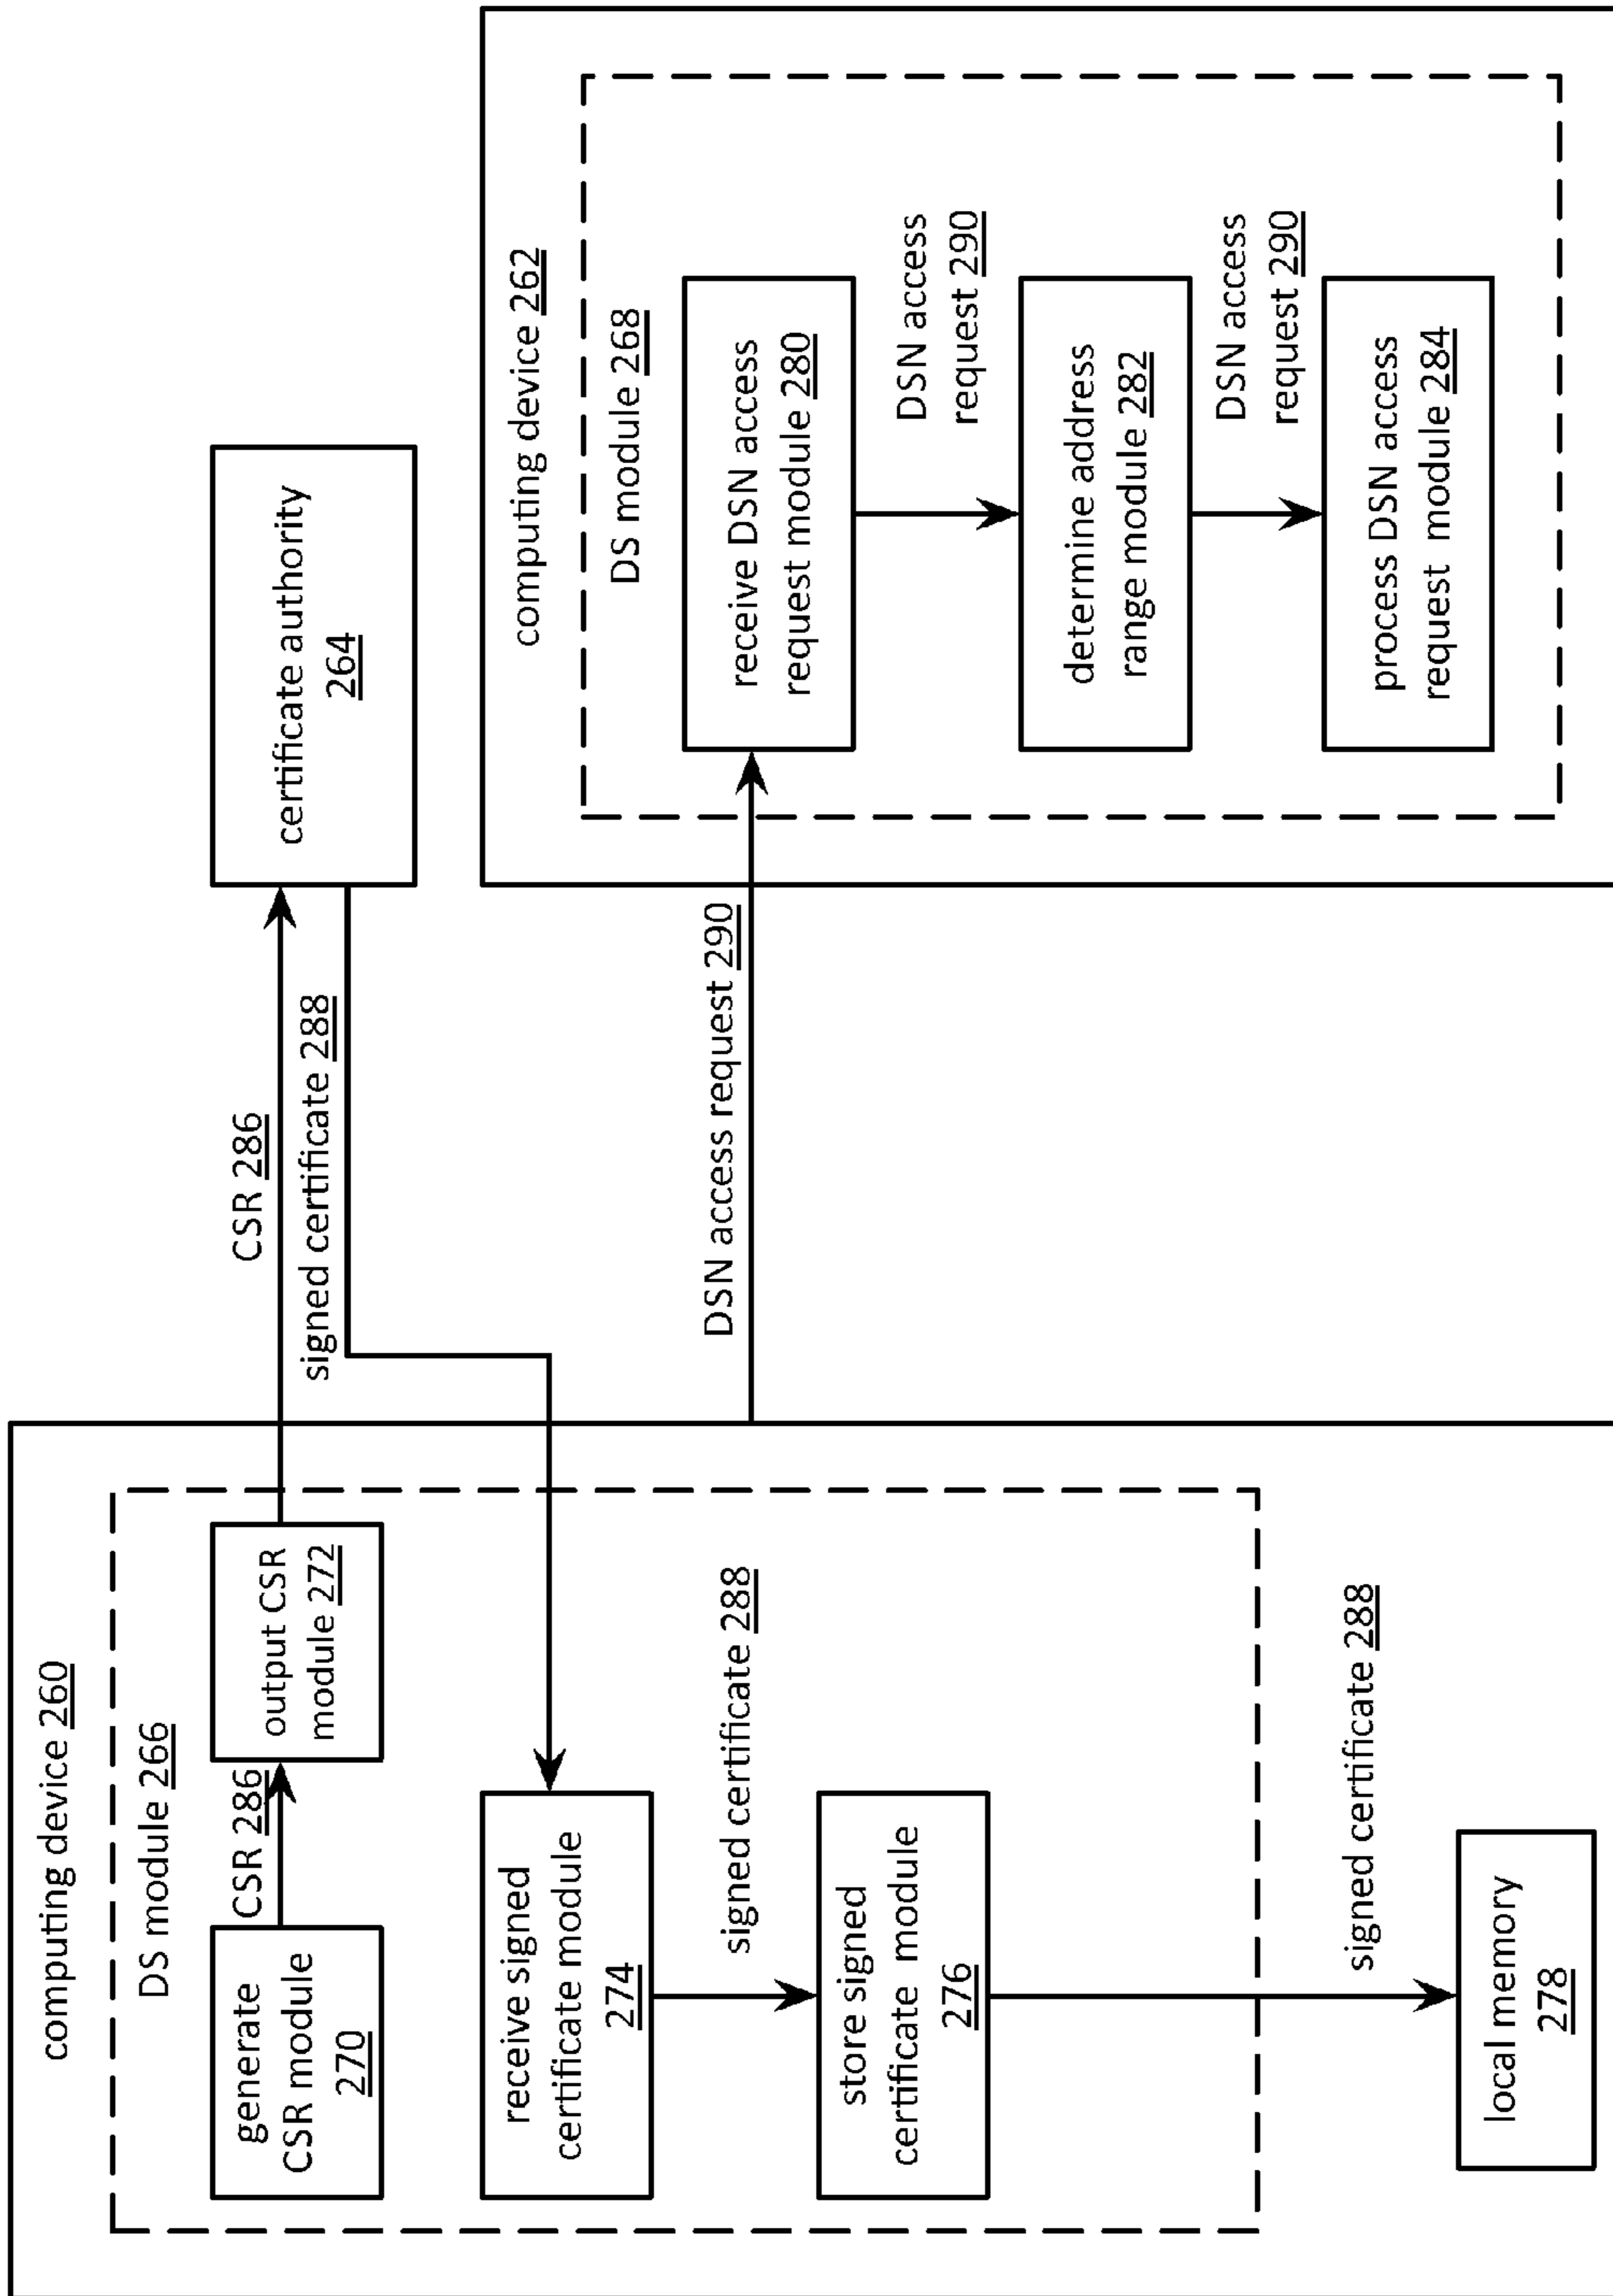 computing device 260
DS module 266
generate
CSR module
270
CSR 286
output CSR
module 272
CSR 286
signed certificate 288
certificate authority
264
receive signed
certificate module
274
signed certificate 288
store signed
certificate module
276
signed certificate 288
local memory
278
DSN access request 290
computing device 262
DS module 268
receive DSN access
request module 280
DSN access
request 290
determine address
range module 282
DSN access
request 290
process DSN access
request module 284